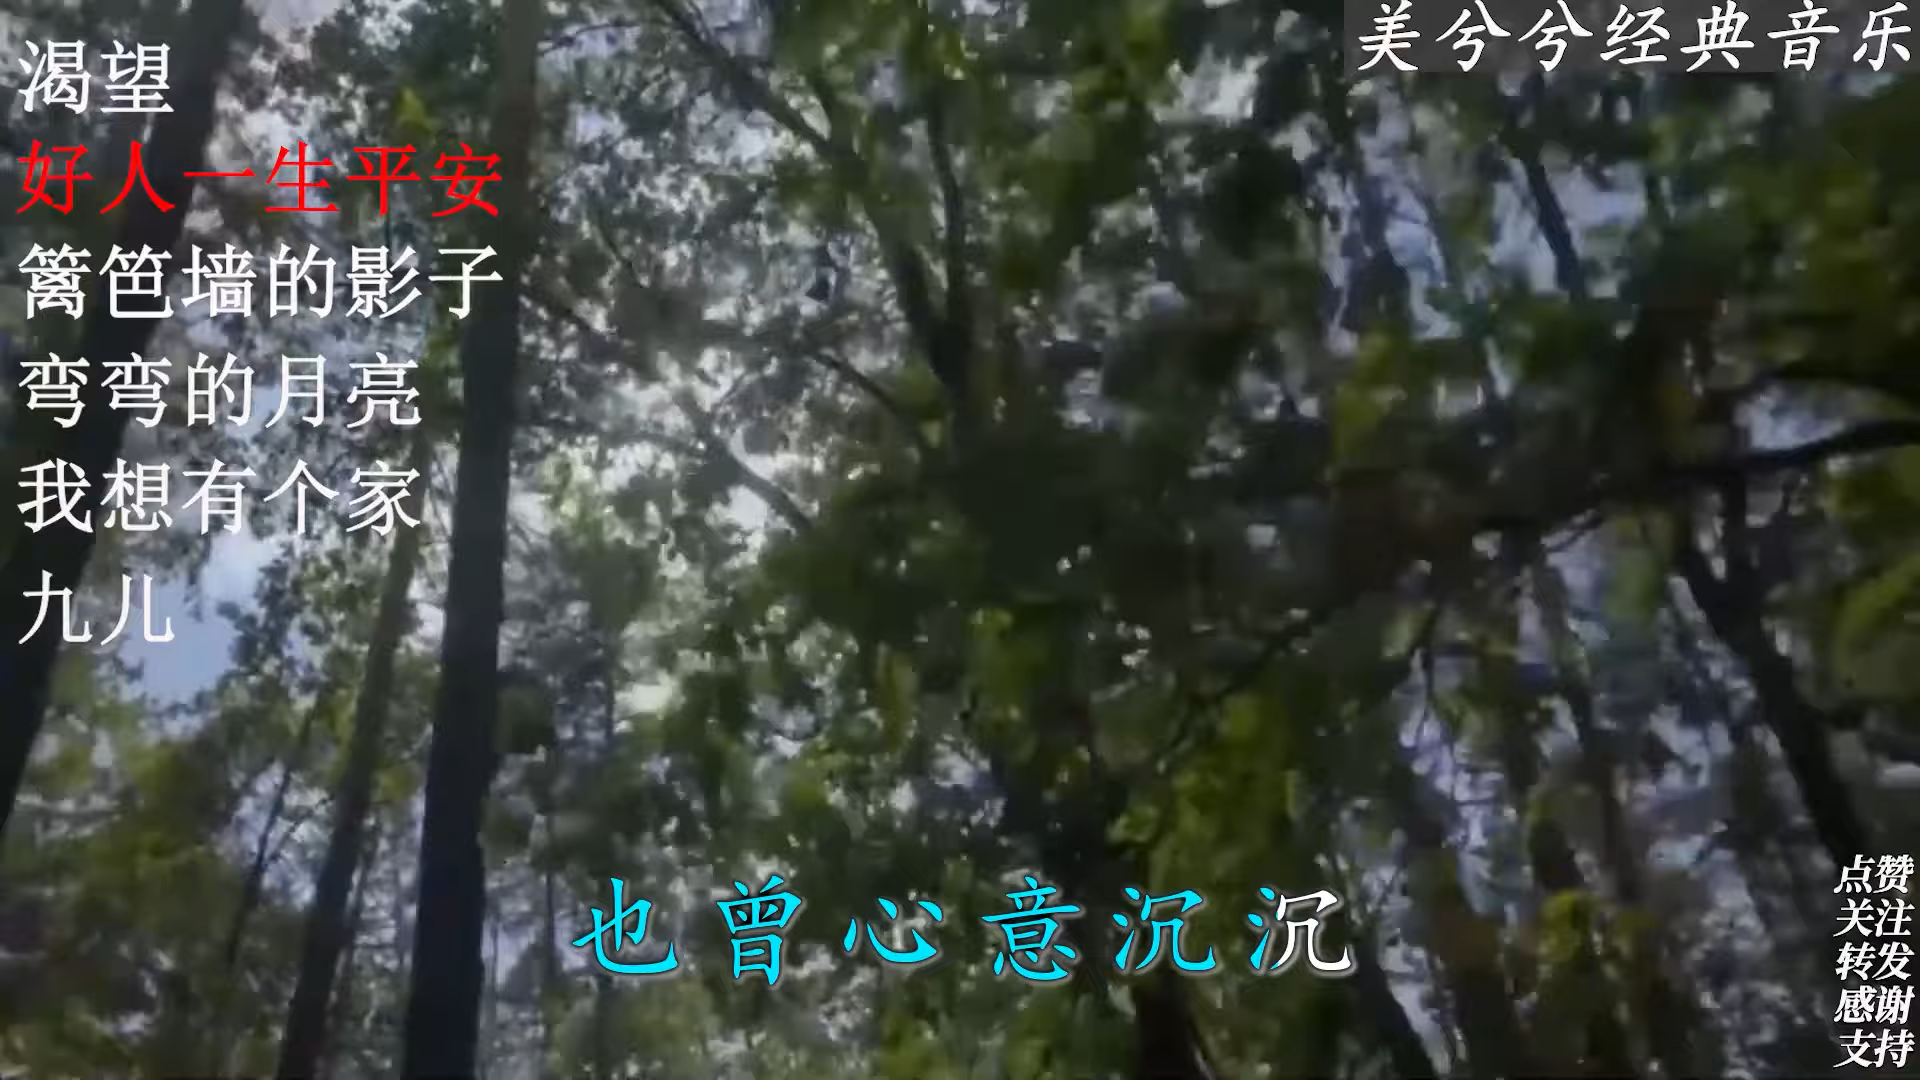 美兮兮经典音乐
渴望
好人一生平安
篱笆墙的影子
弯弯的月亮
我想有个家
九儿
也曾心意沉沉
点赞
关注
转发
感谢
支持